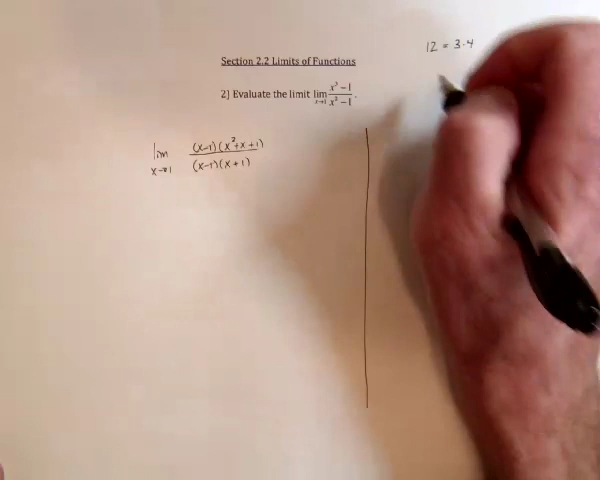 12 = 3·4
Section 2.2 Limits of Functions
2] Evaluate the limit lim x→1 (x³ − 1)/(x² − 1).
lim x→1 (x−1)(x²+x+1)
(x−1)(x+1)